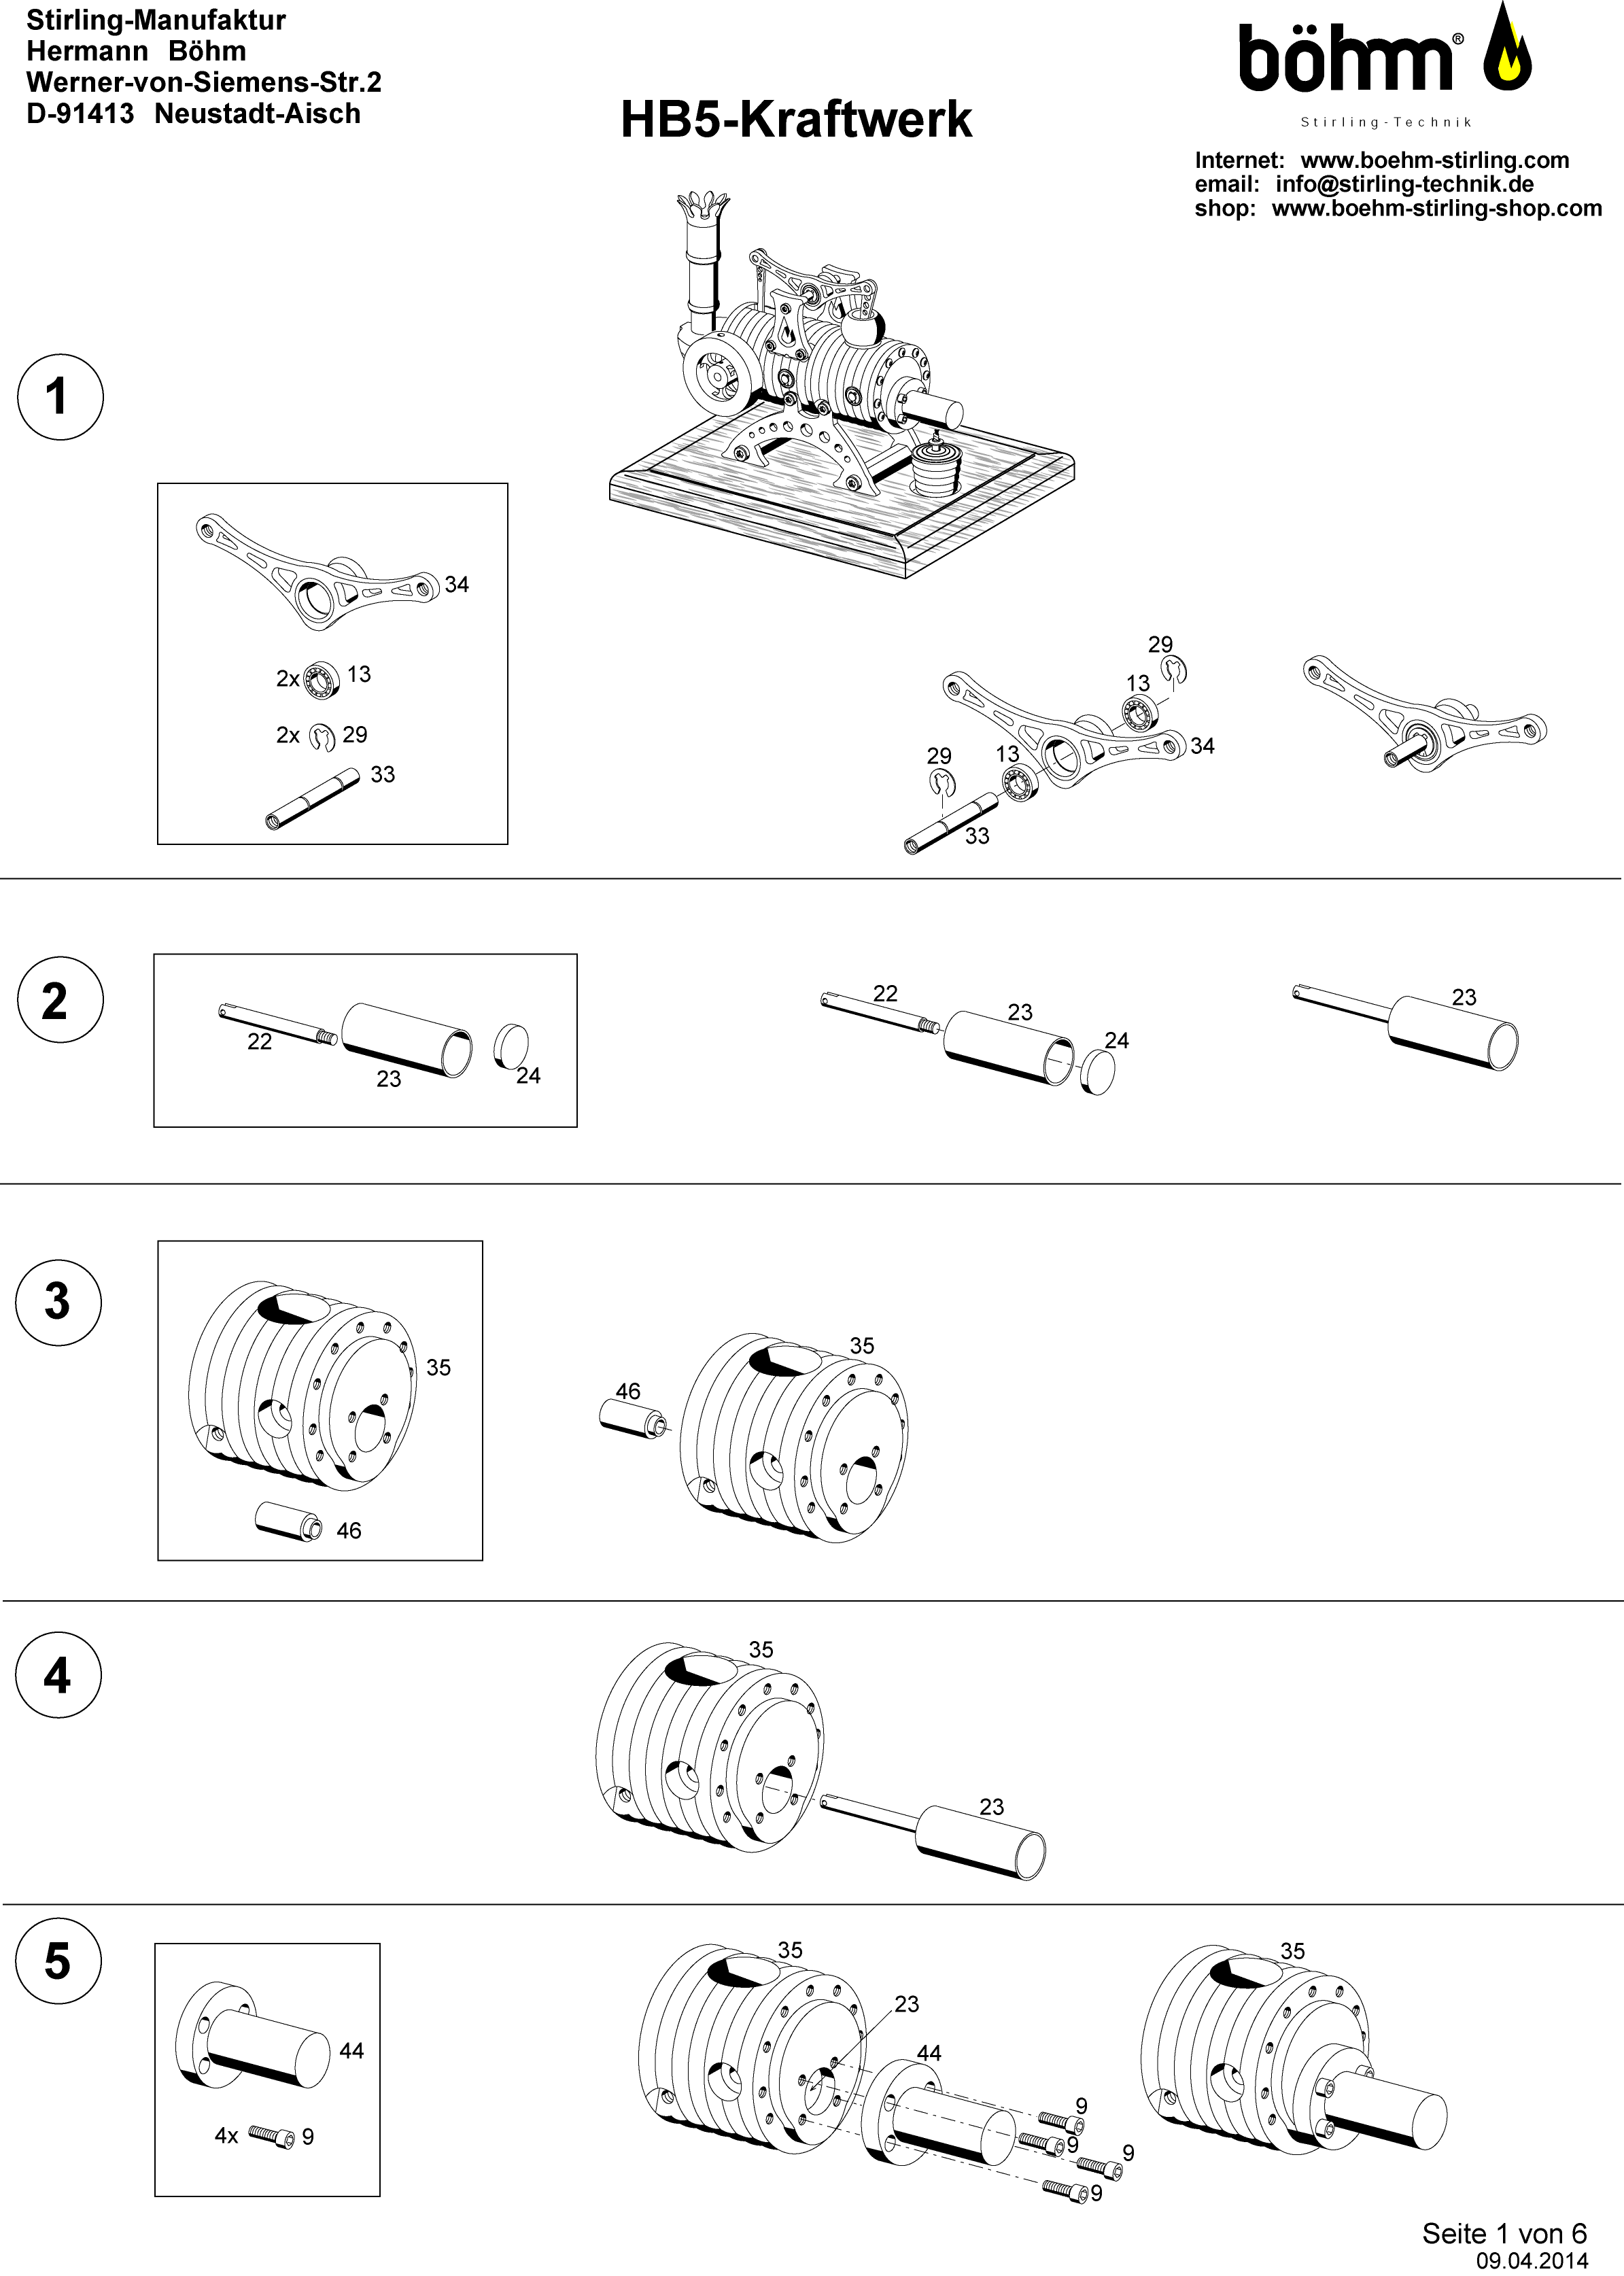 Stirling-Manufaktur
Hermann Böhm
Werner-von-Siemens-Str.2
D-91413 Neustadt-Aisch
HB5-Kraftwerk
böhm®
Stirling-Technik
Internet: www.boehm-stirling.com
email: info@stirling-technik.de
shop: www.boehm-stirling-shop.com
1
34
2x 13
2x 29
33
29
13
34
29
13
33
2
22
23
24
22
23
24
23
3
35
46
35
46
4
35
23
5
44
4x 9
35
23
44
9
9
9
9
35
Seite 1 von 6
09.04.2014